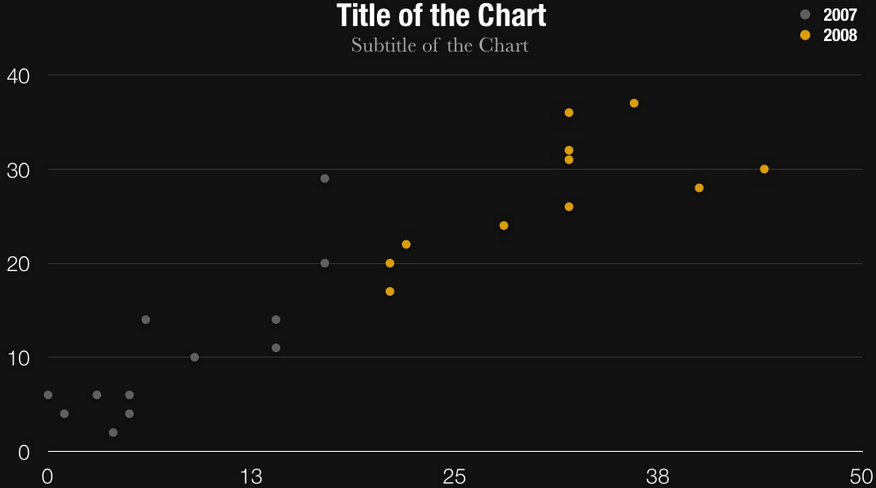 Title of the Chart
Subtitle of the Chart
2007
2008
40
30
20
10
0
0 13 25 38 50